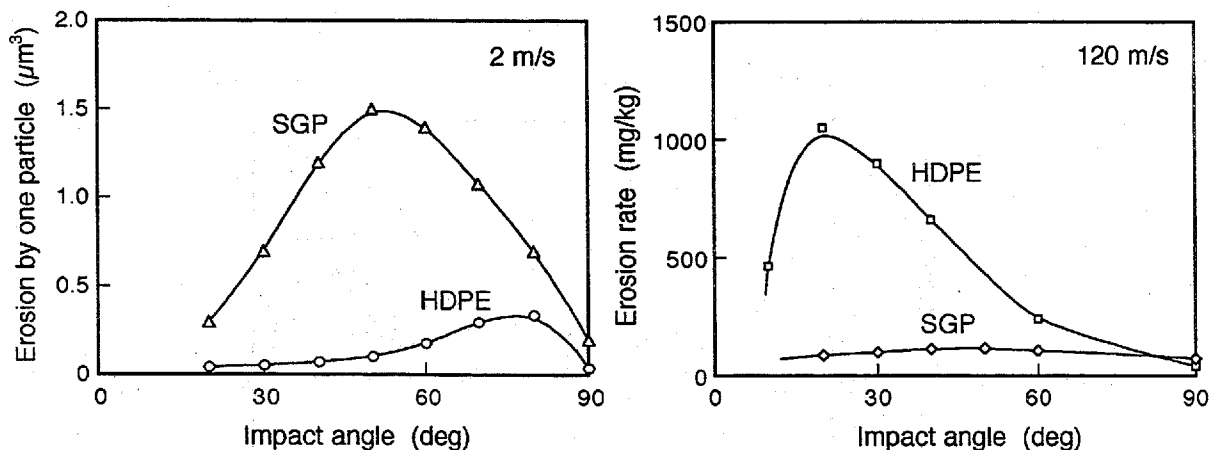 Erosion by one particle (μm³)
2.0
1.5
1.0
0.5
0
2 m/s
SGP
HDPE
0 30 60 90
Impact angle (deg)
Erosion rate (mg/kg)
1500
1000
500
0
120 m/s
HDPE
SGP
0 30 60 90
Impact angle (deg)